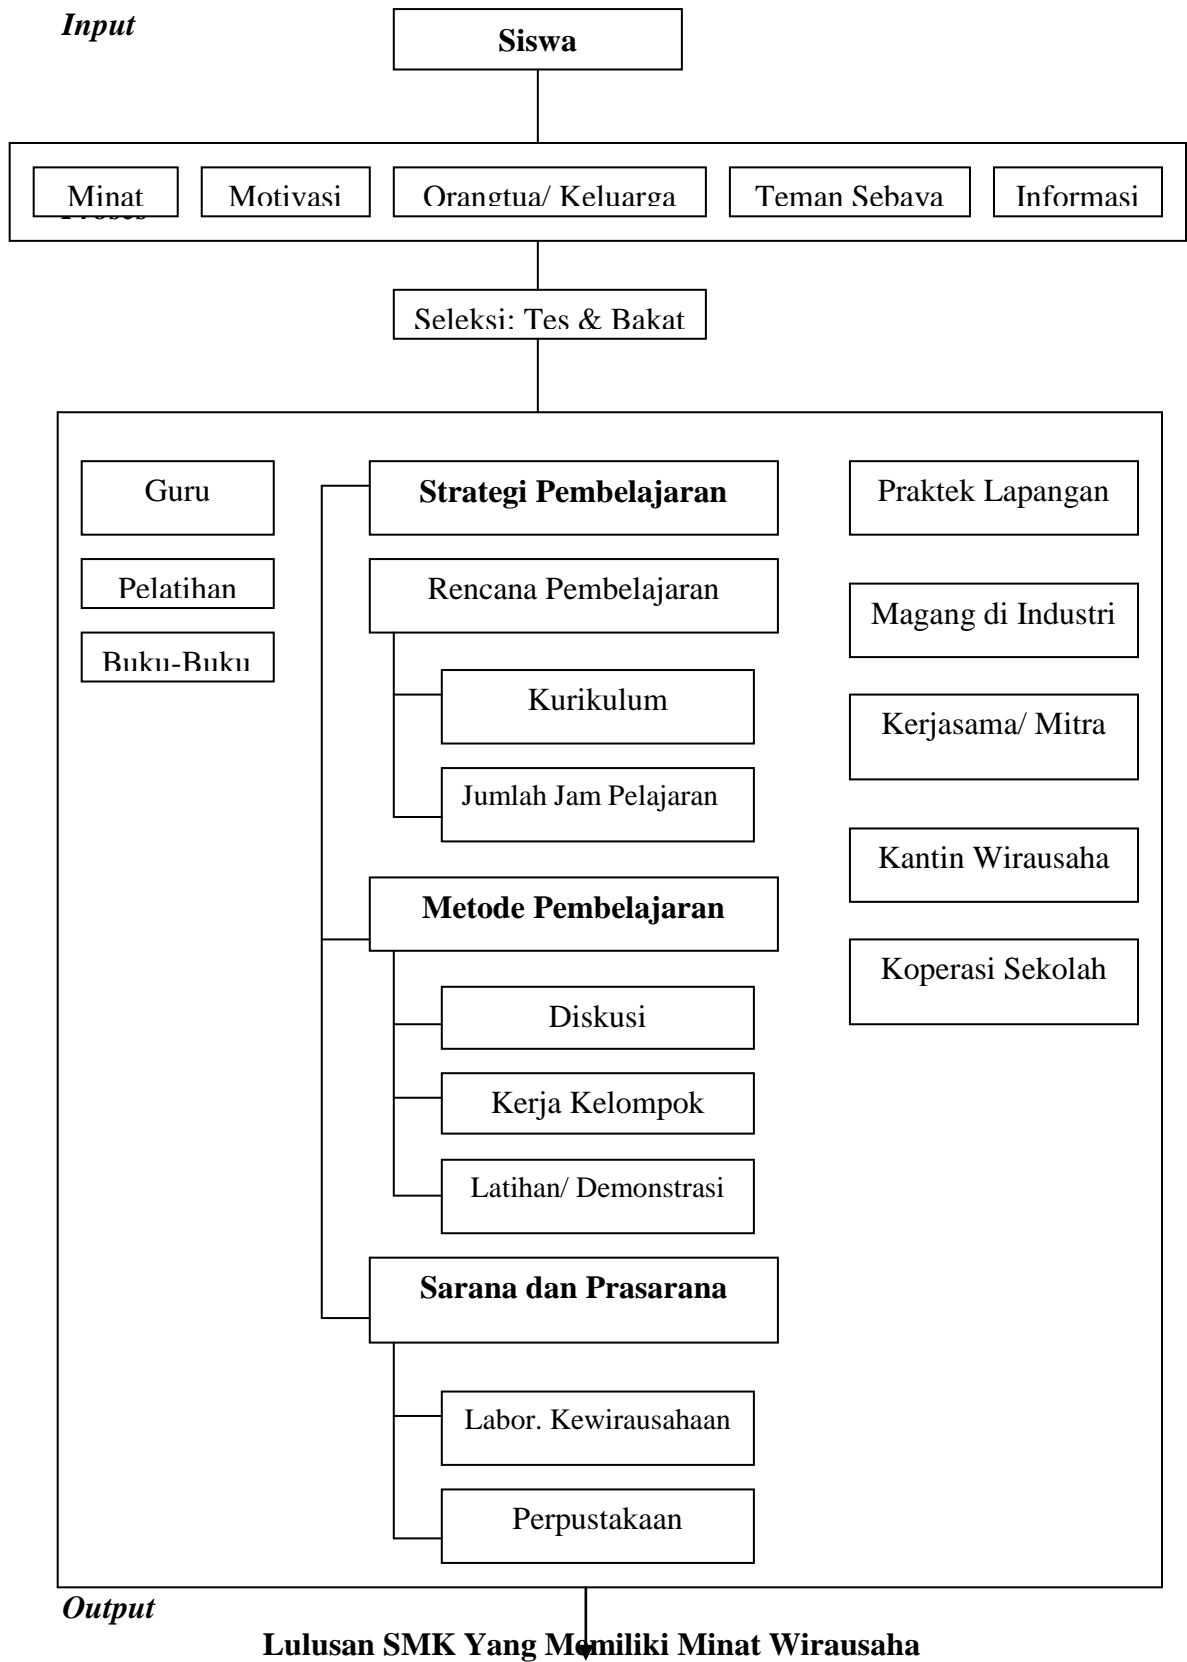 Input
Siswa
Minat
Motivasi
Orangtua/ Keluarga
Teman Sebaya
Informasi
Proses
Seleksi: Tes & Bakat
Guru
Pelatihan
Buku-Buku
Strategi Pembelajaran
Rencana Pembelajaran
Kurikulum
Jumlah Jam Pelajaran
Metode Pembelajaran
Diskusi
Kerja Kelompok
Latihan/ Demonstrasi
Sarana dan Prasarana
Labor. Kewirausahaan
Perpustakaan
Praktek Lapangan
Magang di Industri
Kerjasama/ Mitra
Kantin Wirausaha
Koperasi Sekolah
Output
Lulusan SMK Yang Memiliki Minat Wirausaha